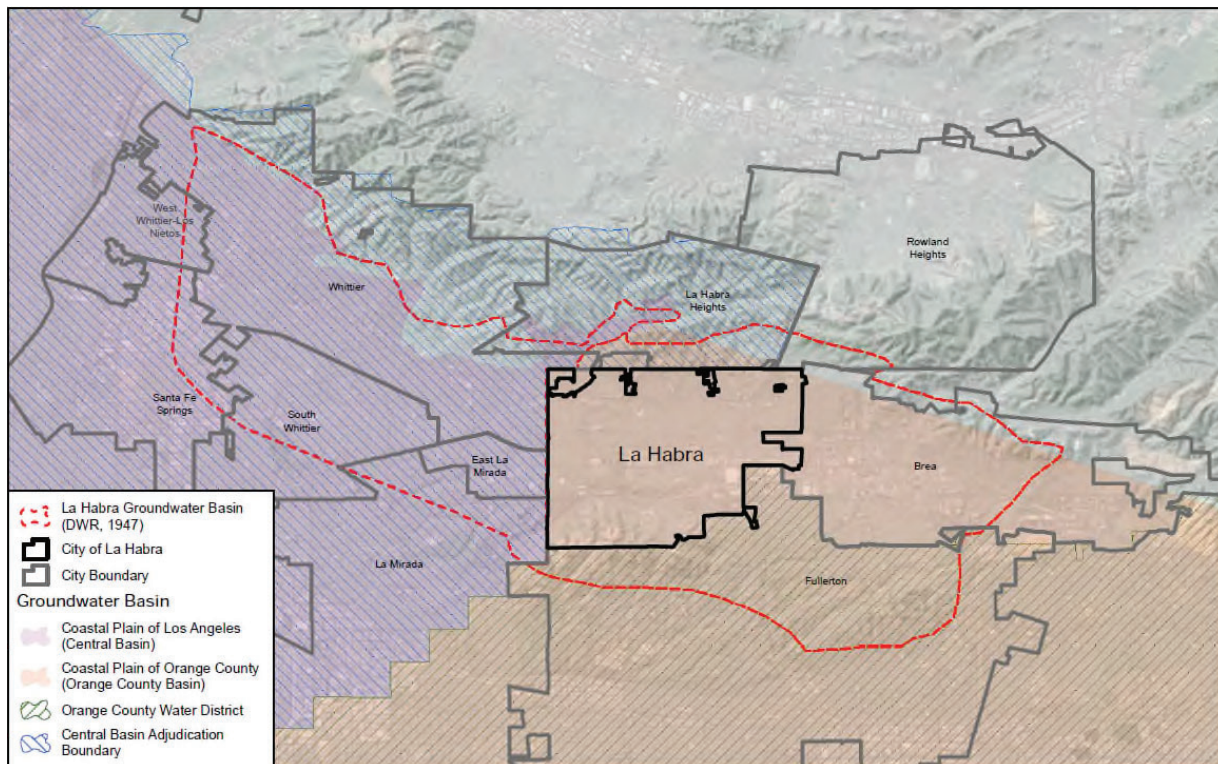 West
Whittier-Los
Nietos
Whittier
La Habra
Heights
Rowland
Heights
Santa Fe
Springs
South
Whittier
East La
Mirada
La Habra
Brea
La Mirada
Fullerton
La Habra Groundwater Basin
(DWR, 1947)
City of La Habra
City Boundary
Groundwater Basin
Coastal Plain of Los Angeles
(Central Basin)
Coastal Plain of Orange County
(Orange County Basin)
Orange County Water District
Central Basin Adjudication
Boundary